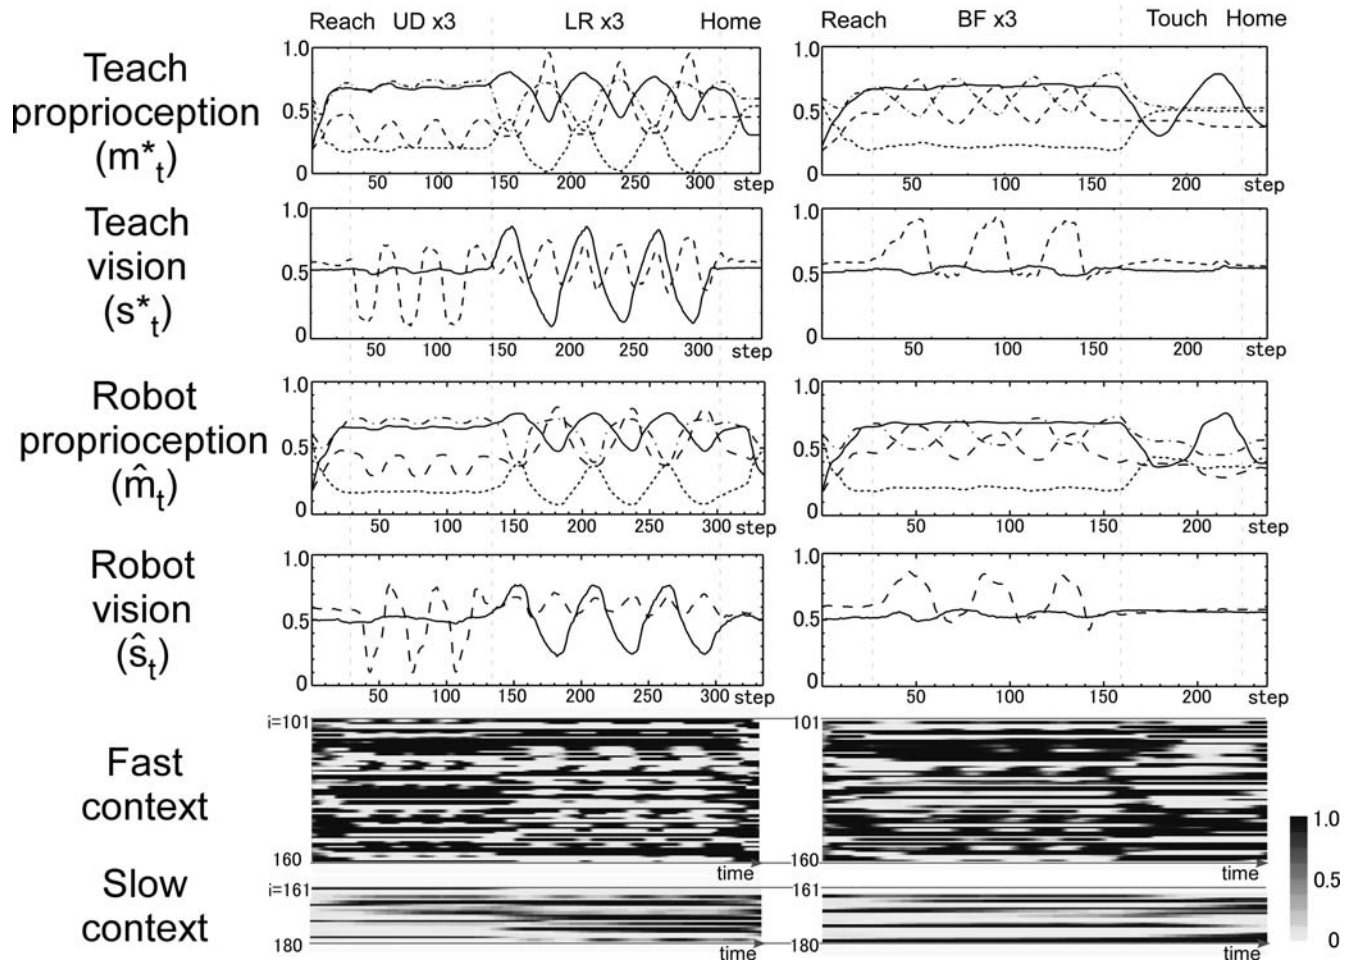 Reach UD x3 LR x3 Home Reach BF x3 Touch Home
Teach
proprioception
(m*t)
1.0
0.5
0
50 100 150 200 250 300 step
1.0
0.5
0
50 100 150 200 step
Teach
vision
(s*t)
1.0
0.5
0
50 100 150 200 250 300 step
1.0
0.5
0
50 100 150 200 step
Robot
proprioception
(m̂t)
1.0
0.5
0
50 100 150 200 250 300 step
1.0
0.5
0
50 100 150 200 step
Robot
vision
(ŝt)
1.0
0.5
0
50 100 150 200 250 300 step
1.0
0.5
0
50 100 150 200 step
Fast
context
i=101
160
time
101
160
time
Slow
context
i=161
180
time
161
180
time
1.0
0.5
0